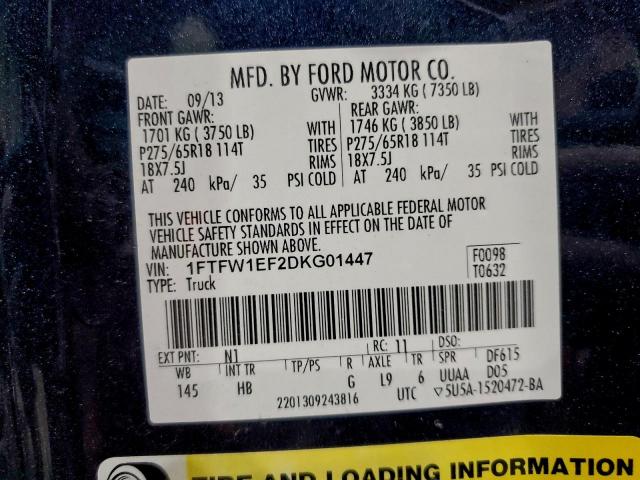 MFD. BY FORD MOTOR CO.
DATE: 09/13 GVWR: 3334 KG ( 7350 LB)
FRONT GAWR: REAR GAWR:
1701 KG ( 3750 LB) WITH 1746 KG ( 3850 LB) WITH
P275/65R18 114T TIRES P275/65R18 114T TIRES
18X7.5J RIMS 18X7.5J RIMS
AT 240 kPa/ 35 PSI COLD AT 240 kPa/ 35 PSI COLD
THIS VEHICLE CONFORMS TO ALL APPLICABLE FEDERAL MOTOR
VEHICLE SAFETY STANDARDS IN EFFECT ON THE DATE OF
MANUFACTURE SHOWN ABOVE.
VIN: 1FTFW1EF2DKG01447 F0098
TYPE: Truck T0632
EXT PNT: N1 RC: 11 DSO:
WB INT TR TP/PS R AXLE TR SPR DF615
145 HB G L9 6 UUAA D05
2201309243816 UTC ▽5U5A-1520472-BA
TIRE AND LOADING INFORMATION